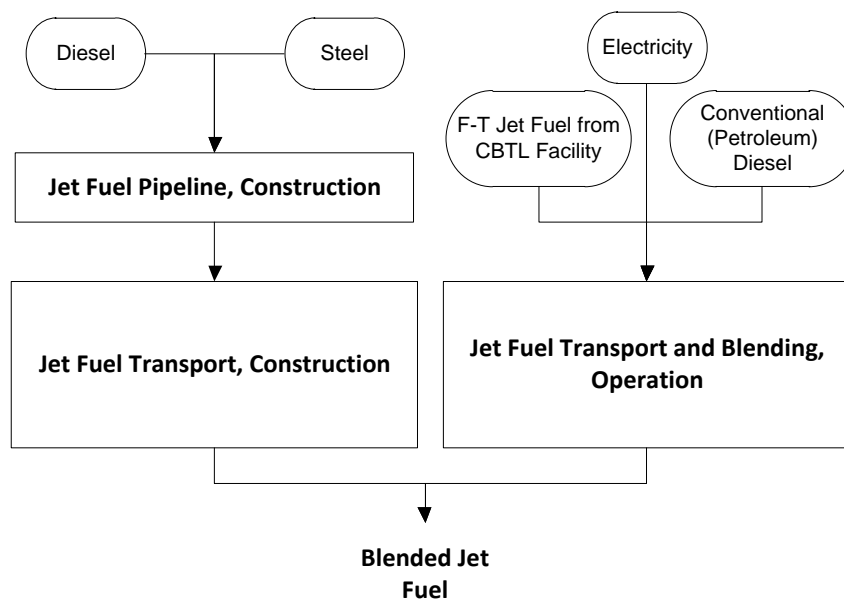 Diesel
Steel
Electricity
F-T Jet Fuel from
CBTL Facility
Conventional
(Petroleum)
Diesel
Jet Fuel Pipeline, Construction
Jet Fuel Transport, Construction
Jet Fuel Transport and Blending,
Operation
Blended Jet
Fuel